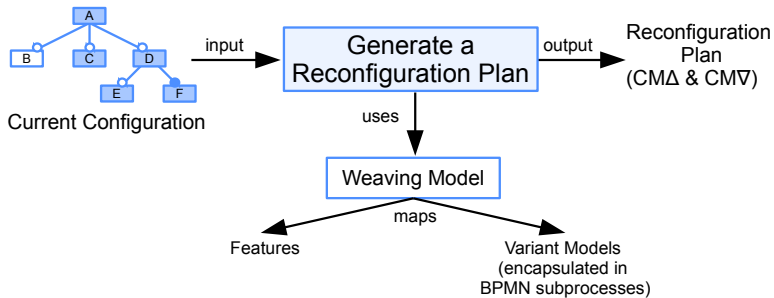 A
B
C
D
E
F
Current Configuration
input
Generate a
Reconfiguration Plan
output
Reconfiguration
Plan
(CM∆ & CM∇)
uses
Weaving Model
maps
Features
Variant Models
(encapsulated in
BPMN subprocesses)